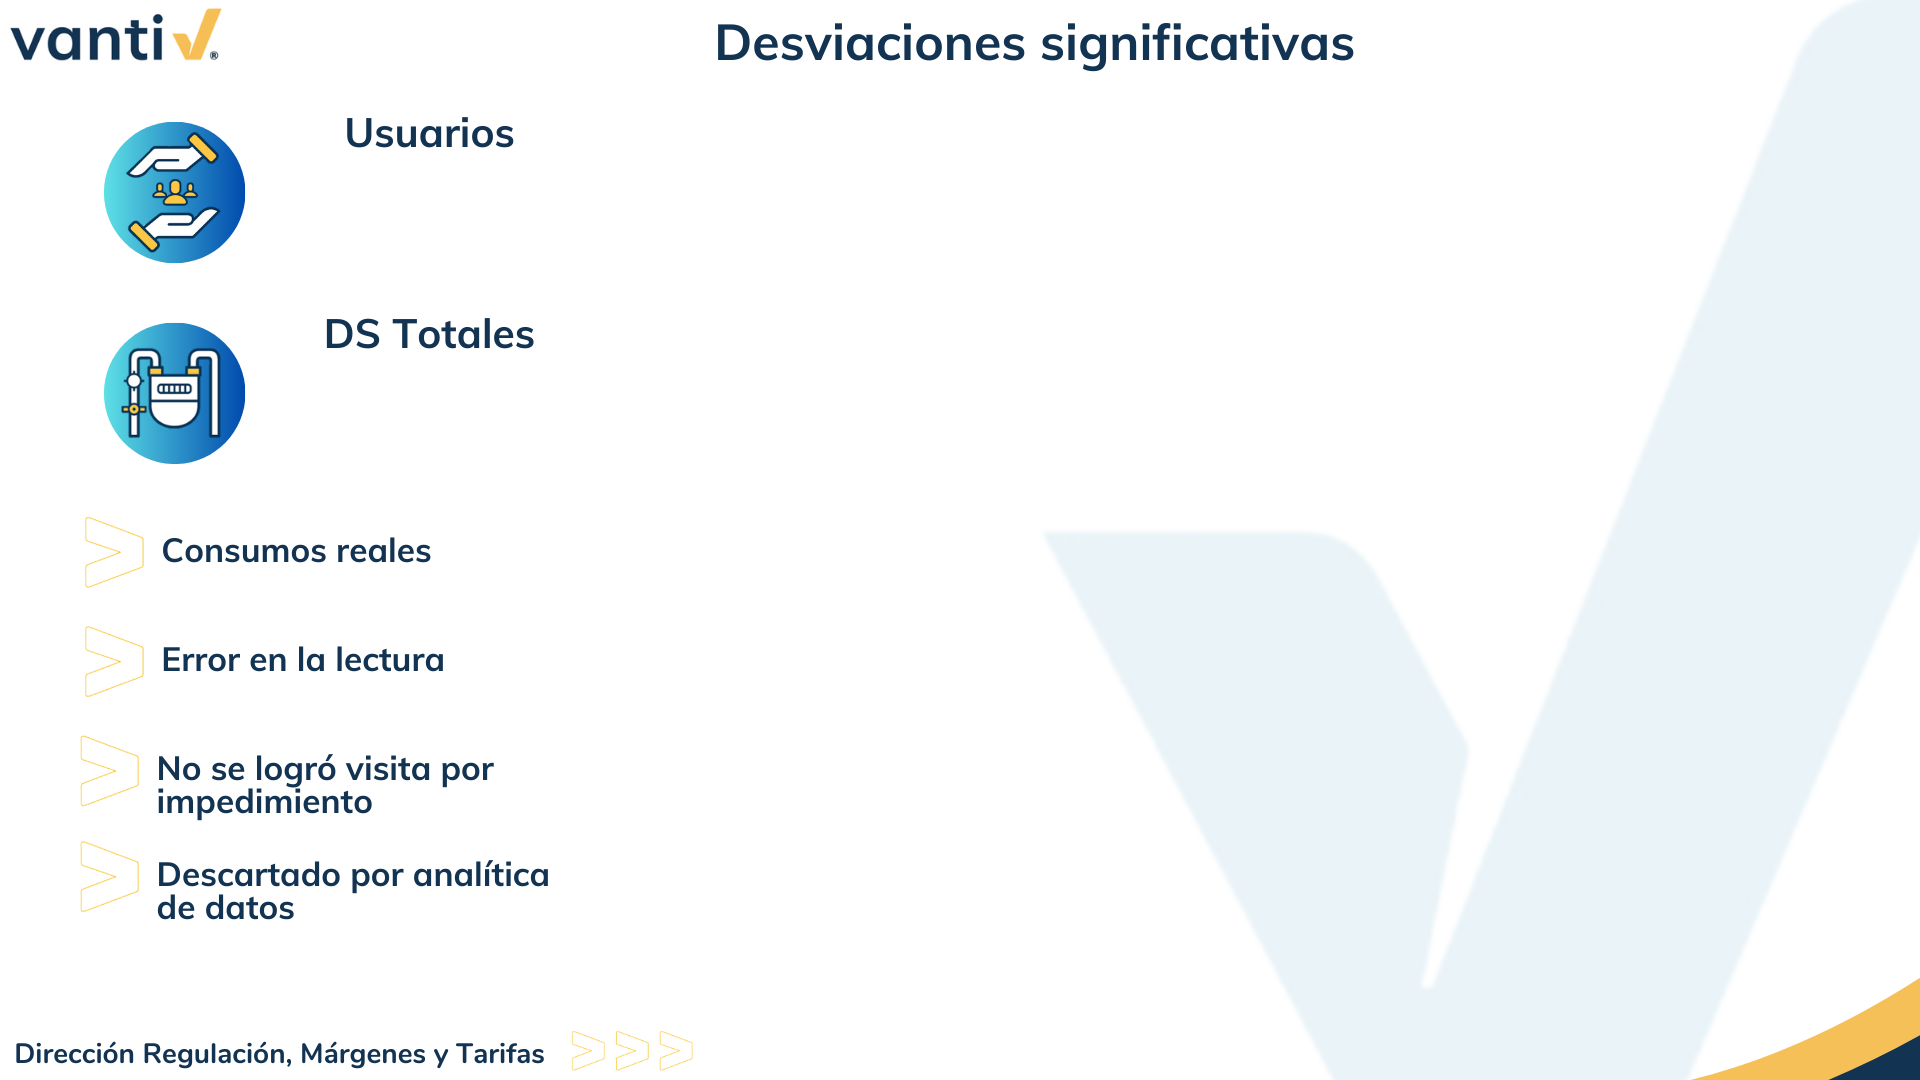 vanti
Desviaciones significativas
Usuarios
DS Totales
Consumos reales
Error en la lectura
No se logró visita por
impedimiento
Descartado por analítica
de datos
Dirección Regulación, Márgenes y Tarifas